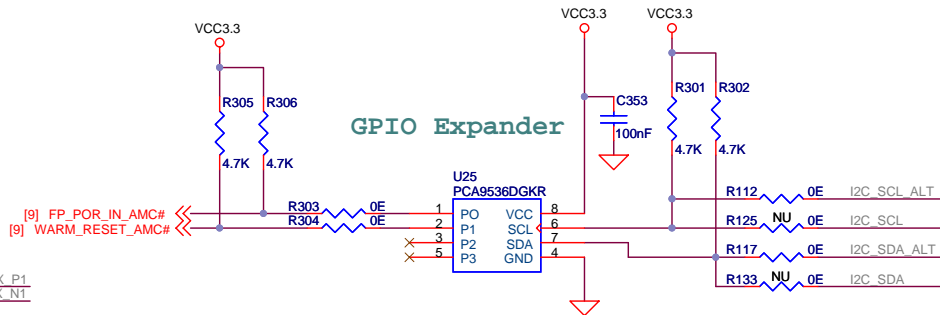 VCC3.3
VCC3.3
VCC3.3
R305
R306
4.7K
4.7K
GPIO Expander
C353
100nF
R301
R302
4.7K
4.7K
U25
PCA9536DGKR
[9] FP_POR_IN_AMC#
[9] WARM_RESET_AMC#
R303
0E
R304
0E
1
2
3
5
PO
P1
P2
P3
VCC
SCL
SDA
GND
8
6
7
4
R112
0E
I2C_SCL_ALT
R125
NU
0E
I2C_SCL
R117
0E
I2C_SDA_ALT
R133
NU
0E
I2C_SDA
X_P1
X_N1